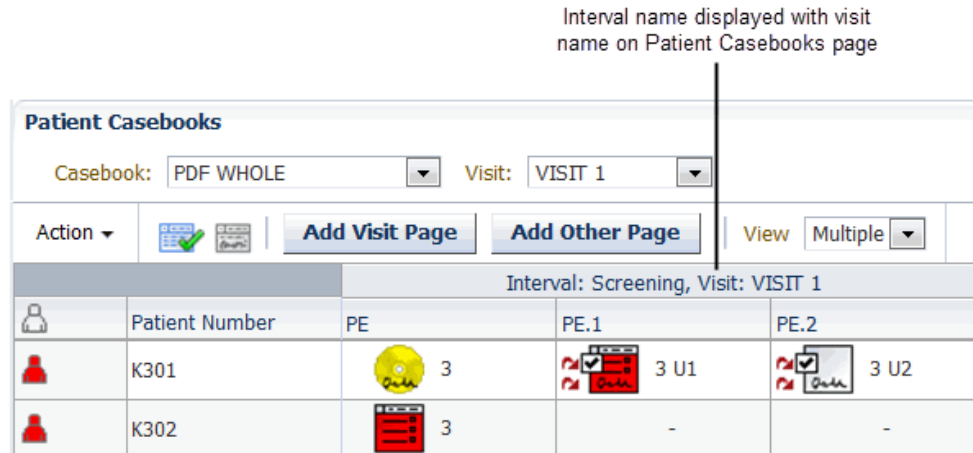 Interval name displayed with visit
name on Patient Casebooks page
Patient Casebooks
Casebook: PDF WHOLE Visit: VISIT 1
Action Add Visit Page Add Other Page View Multiple
Interval: Screening, Visit: VISIT 1
Patient Number PE PE.1 PE.2
K301 3 3 U1 3 U2
K302 3 - -